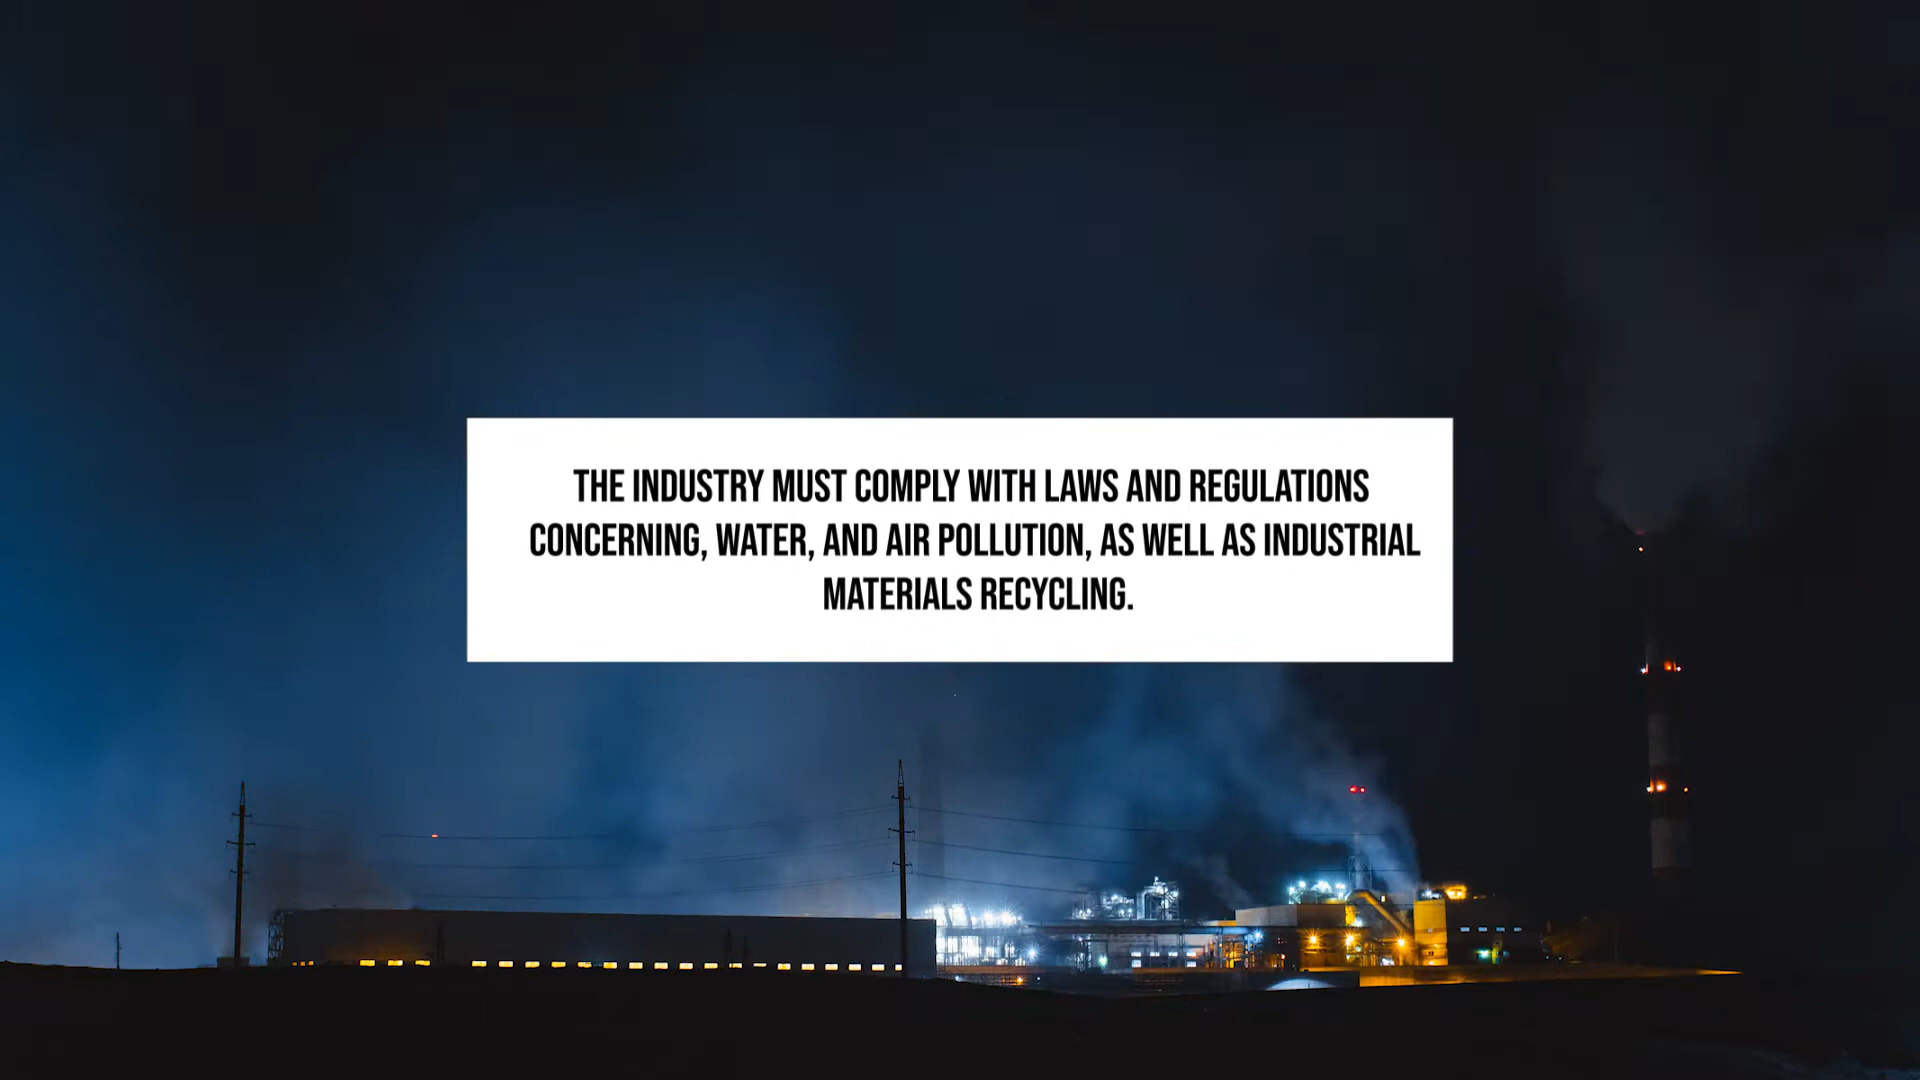 THE INDUSTRY MUST COMPLY WITH LAWS AND REGULATIONS
CONCERNING, WATER, AND AIR POLLUTION, AS WELL AS INDUSTRIAL
MATERIALS RECYCLING.